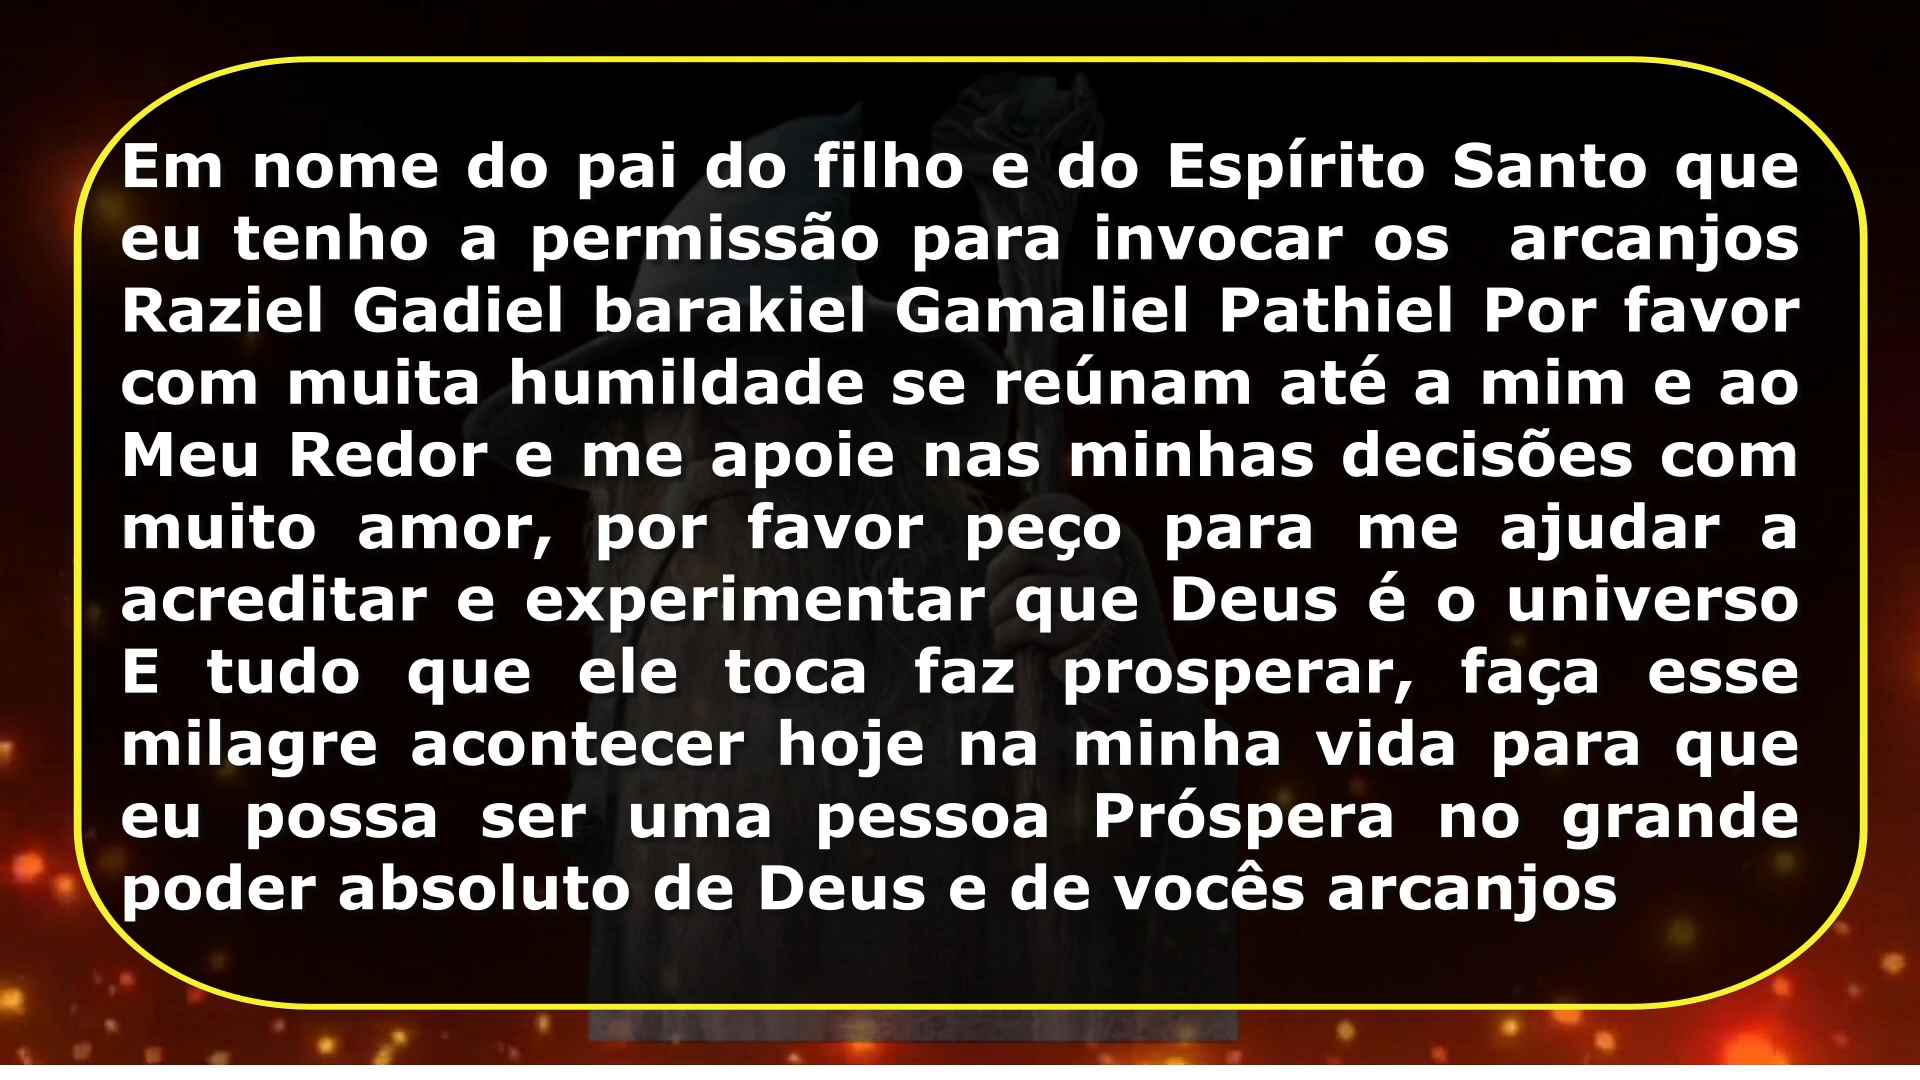 Em nome do pai do filho e do Espírito Santo que
eu tenho a permissão para invocar os arcanjos
Raziel Gadiel barakiel Gamaliel Pathiel Por favor
com muita humildade se reúnam até a mim e ao
Meu Redor e me apoie nas minhas decisões com
muito amor, por favor peço para me ajudar a
acreditar e experimentar que Deus é o universo
E tudo que ele toca faz prosperar, faça esse
milagre acontecer hoje na minha vida para que
eu possa ser uma pessoa Próspera no grande
poder absoluto de Deus e de vocês arcanjos